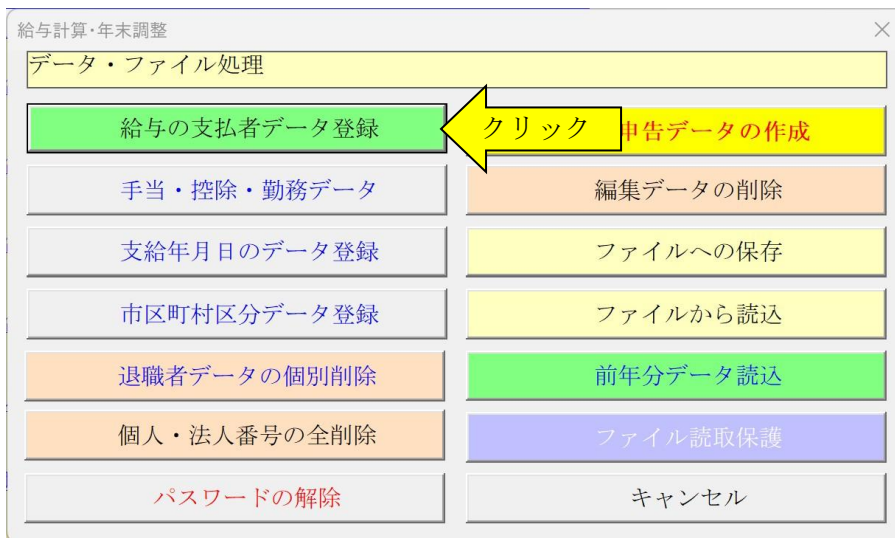 給与計算･年末調整
データ・ファイル処理
給与の支払者データ登録
クリック
申告データの作成
手当・控除・勤務データ
編集データの削除
支給年月日のデータ登録
ファイルへの保存
市区町村区分データ登録
ファイルから読込
退職者データの個別削除
前年分データ読込
個人・法人番号の全削除
ファイル読取保護
パスワードの解除
キャンセル